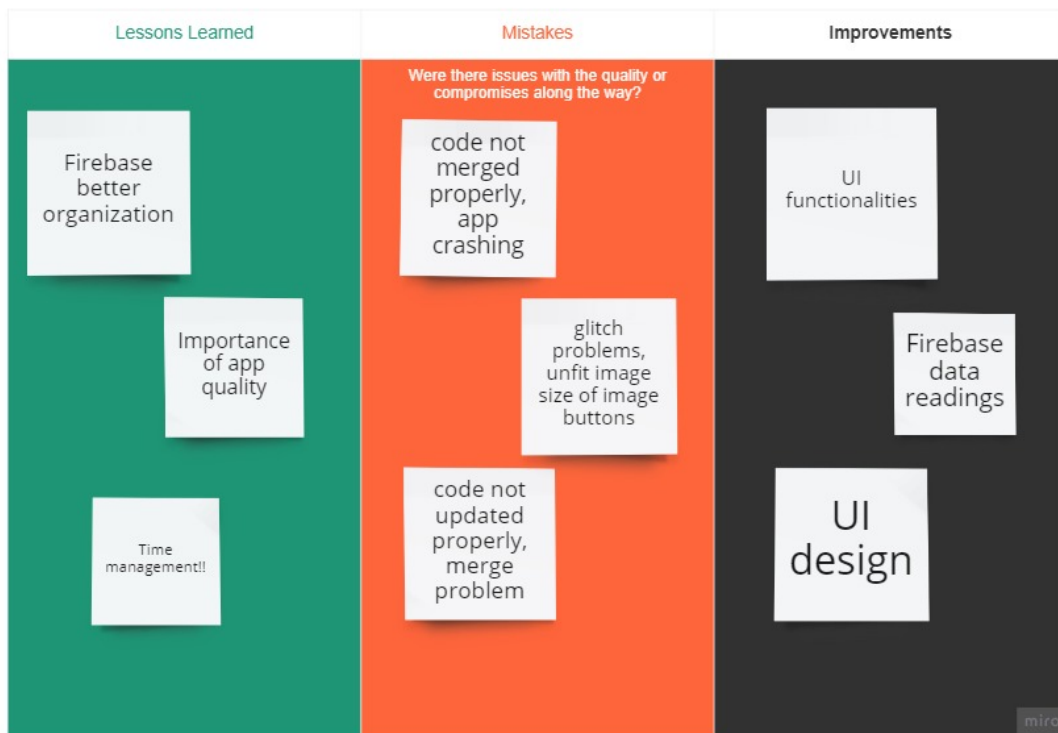 Lessons Learned
Mistakes
Improvements
Were there issues with the quality or
compromises along the way?
Firebase
better
organization
Importance
of app
quality
Time
management!!
code not
merged
properly,
app
crashing
glitch
problems,
unfit image
size of image
buttons
code not
updated
properly,
merge
problem
UI
functionalities
Firebase
data
readings
UI
design
miro